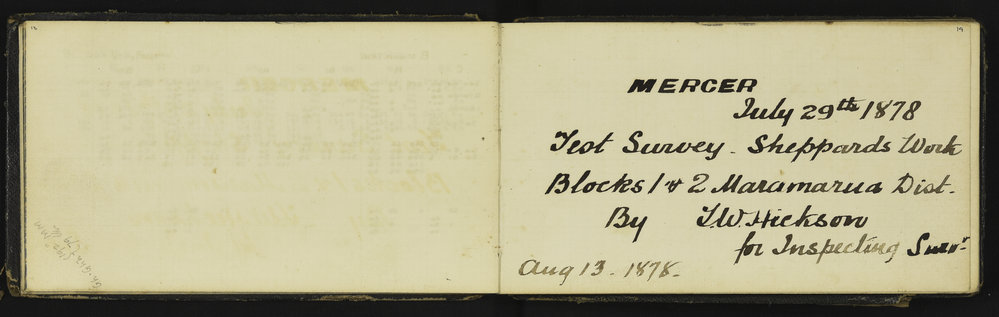 MERCER
July 29th 1878
Test Survey - Sheppards Work
Blocks 1 & 2 Maramarua Dist.
By T.W. Hickson
for Inspecting Survr.
Aug 13. 1878.